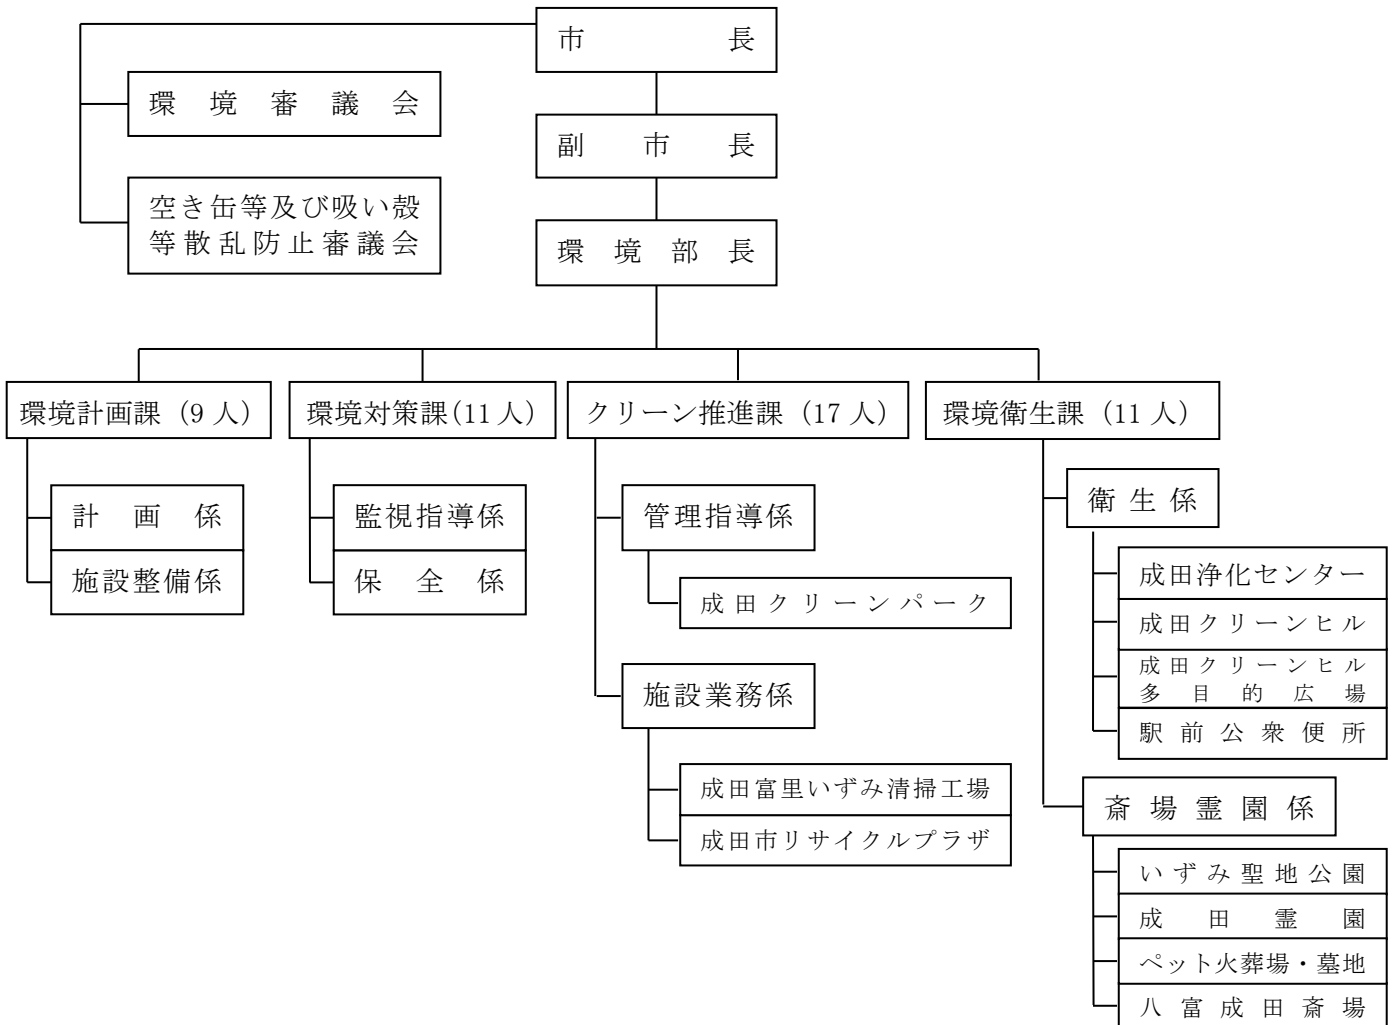 市長
環境審議会
副市長
空き缶等及び吸い殻
等散乱防止審議会
環境部長
環境計画課（9人）
環境対策課（11人）
クリーン推進課（17人）
環境衛生課（11人）
計画係
施設整備係
監視指導係
保全係
管理指導係
成田クリーンパーク
施設業務係
成田富里いずみ清掃工場
成田市リサイクルプラザ
衛生係
成田浄化センター
成田クリーンヒル
成田クリーンヒル
多目的広場
駅前公衆便所
斎場霊園係
いずみ聖地公園
成田霊園
ペット火葬場・墓地
八富成田斎場